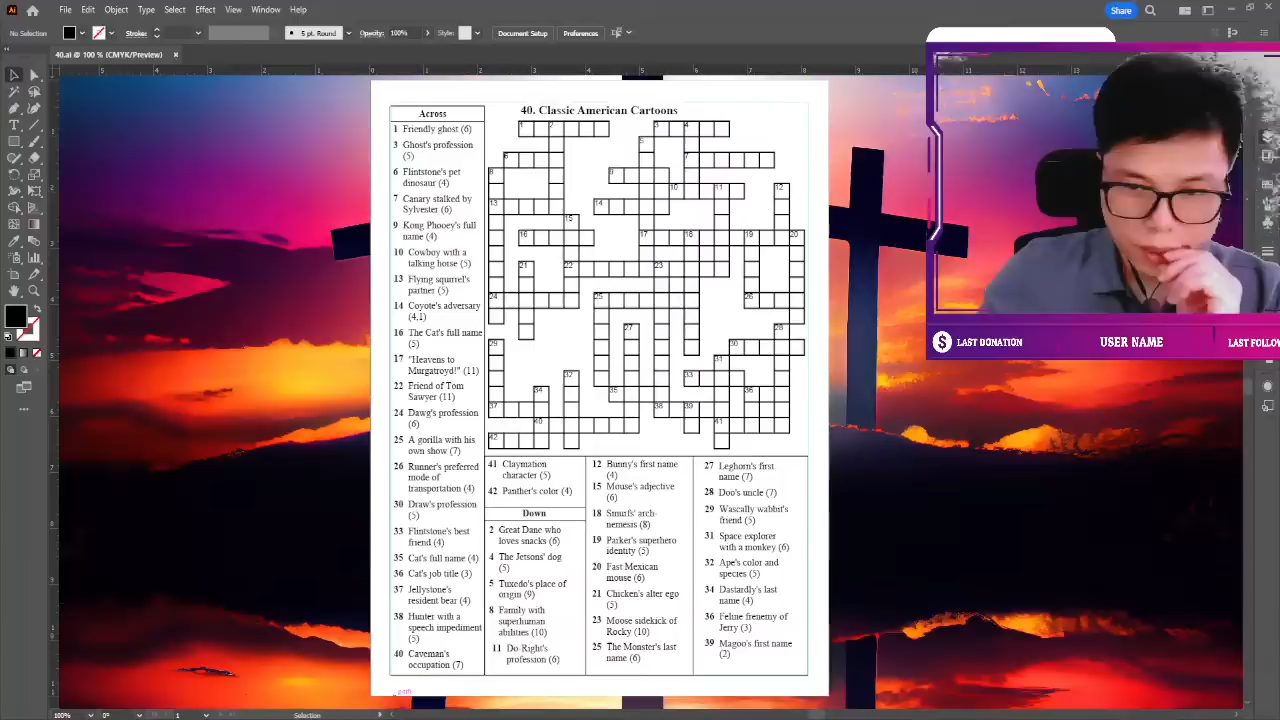 File Edit Object Type Select Effect View Window Help
Share
No Selection
Stroke:
5 pt. Round
Opacity: 100%
Style:
Document Setup
Preferences
40.ai @ 100 % (CMYK/Preview)
40. Classic American Cartoons
Across
1 Friendly ghost (6)
3 Ghost's profession
(5)
6 Flintstone's pet
dinosaur (4)
7 Canary stalked by
Sylvester (6)
9 Kong Phooey's full
name (4)
10 Cowboy with a
talking horse (5)
13 Flying squirrel's
partner (5)
14 Coyote's adversary
(4,1)
16 The Cat's full name
(5)
17 "Heavens to
Murgatroyd!" (11)
22 Friend of Tom
Sawyer (11)
24 Dawg's profession
(6)
25 A gorilla with his
own show (7)
26 Runner's preferred
mode of
transportation (4)
30 Draw's profession
(5)
33 Flintstone's best
friend (4)
35 Cat's full name (4)
36 Cat's job title (3)
37 Jellystone's
resident bear (4)
38 Hunter with a
speech impediment
(5)
40 Caveman's
occupation (7)
41 Claymation
character (5)
42 Panther's color (4)
Down
2 Great Dane who
loves snacks (6)
4 The Jetsons' dog
(5)
5 Tuxedo's place of
origin (9)
8 Family with
superhuman
abilities (10)
11 Do-Right's
profession (6)
12 Bunny's first name
(4)
15 Mouse's adjective
(6)
18 Smurfs' arch-
nemesis (8)
19 Parker's superhero
identity (5)
20 Fast Mexican
mouse (6)
21 Chicken's alter ego
(5)
23 Moose sidekick of
Rocky (10)
25 The Monster's last
name (6)
27 Leghorn's first
name (7)
28 Doo's uncle (7)
29 Wascally wabbit's
friend (5)
31 Space explorer
with a monkey (6)
32 Ape's color and
species (5)
34 Dastardly's last
name (4)
36 Feline frenemy of
Jerry (3)
39 Magoo's first name
(2)
LAST DONATION
USER NAME
LAST FOLLO
100%
0°
1
Selection